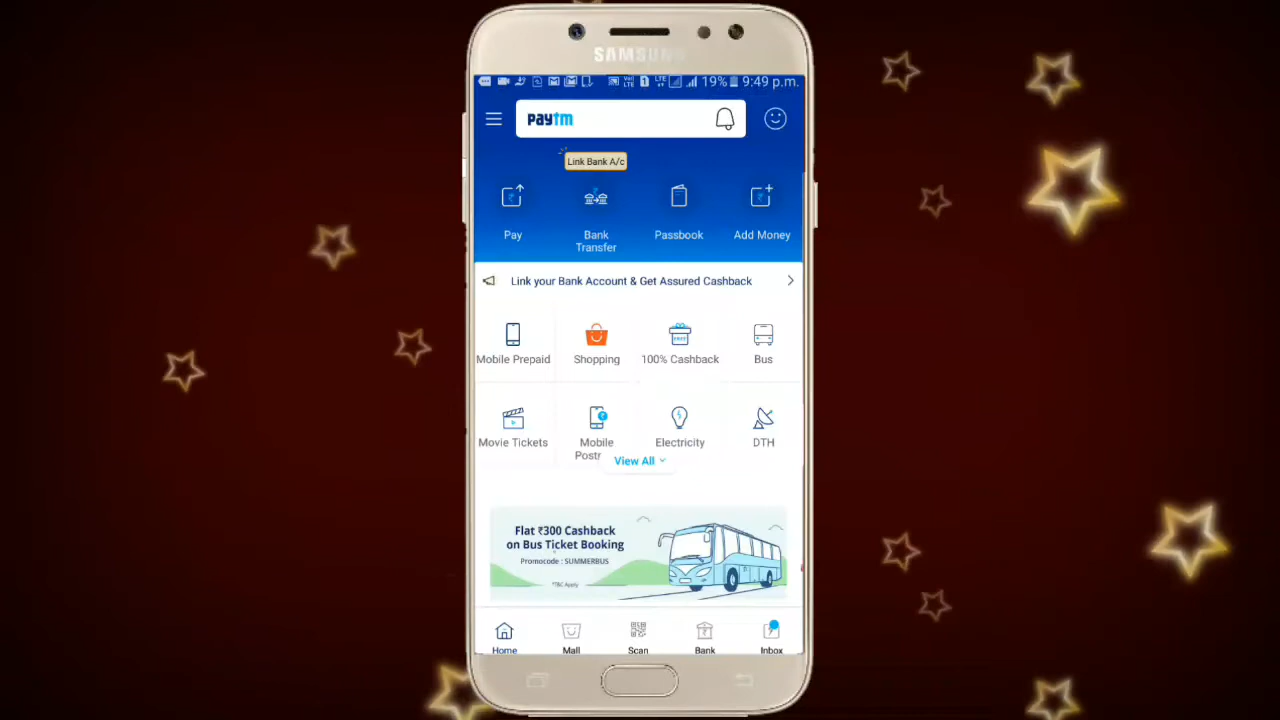 SAMSUNG
19% 9:49 p.m.
paytm
Link Bank A/c
Pay
Bank
Transfer
Passbook
Add Money
Link your Bank Account & Get Assured Cashback
Mobile Prepaid
Shopping
100% Cashback
Bus
Movie Tickets
Mobile
Electricity
DTH
View All
Flat ₹300 Cashback
on Bus Ticket Booking
Promocode : SUMMERBUS
*T&C Apply
Home
Mall
Scan
Bank
Inbox